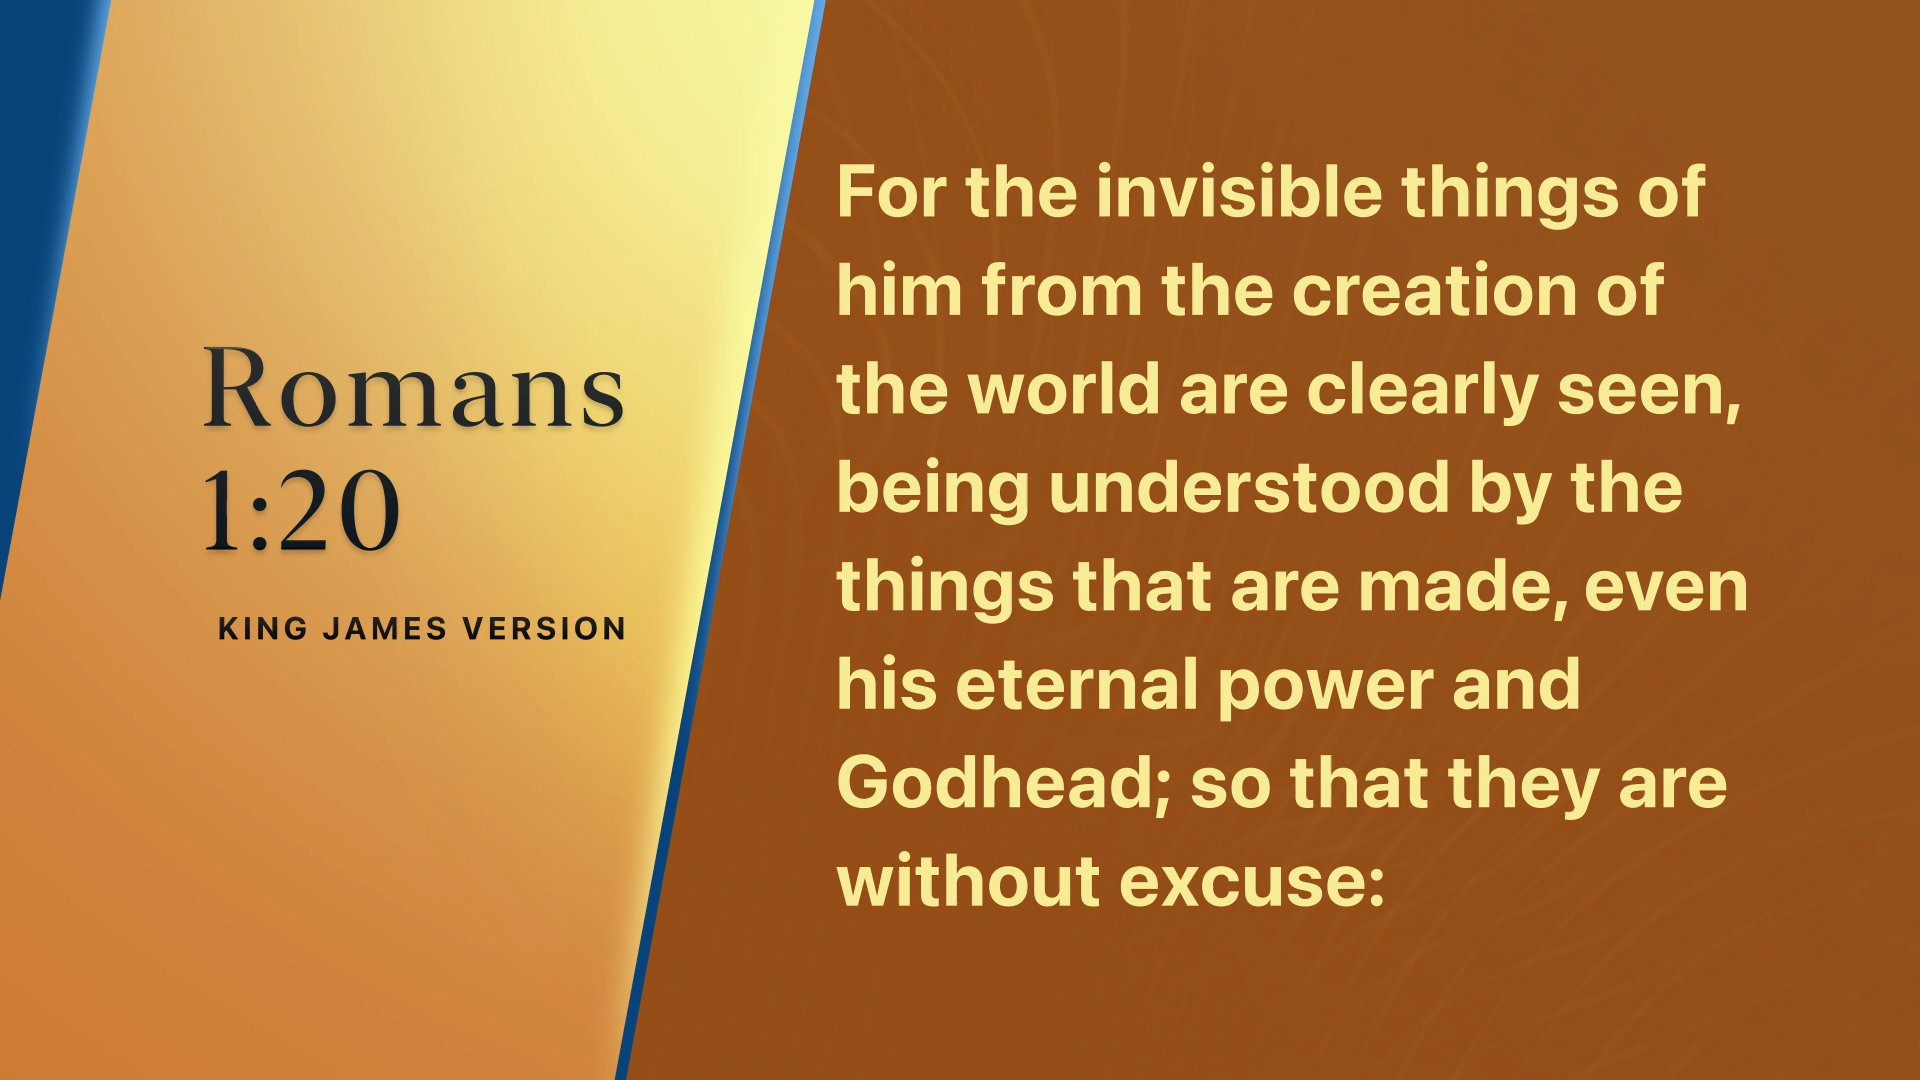 Romans
1:20
KING JAMES VERSION
For the invisible things of
him from the creation of
the world are clearly seen,
being understood by the
things that are made, even
his eternal power and
Godhead; so that they are
without excuse: